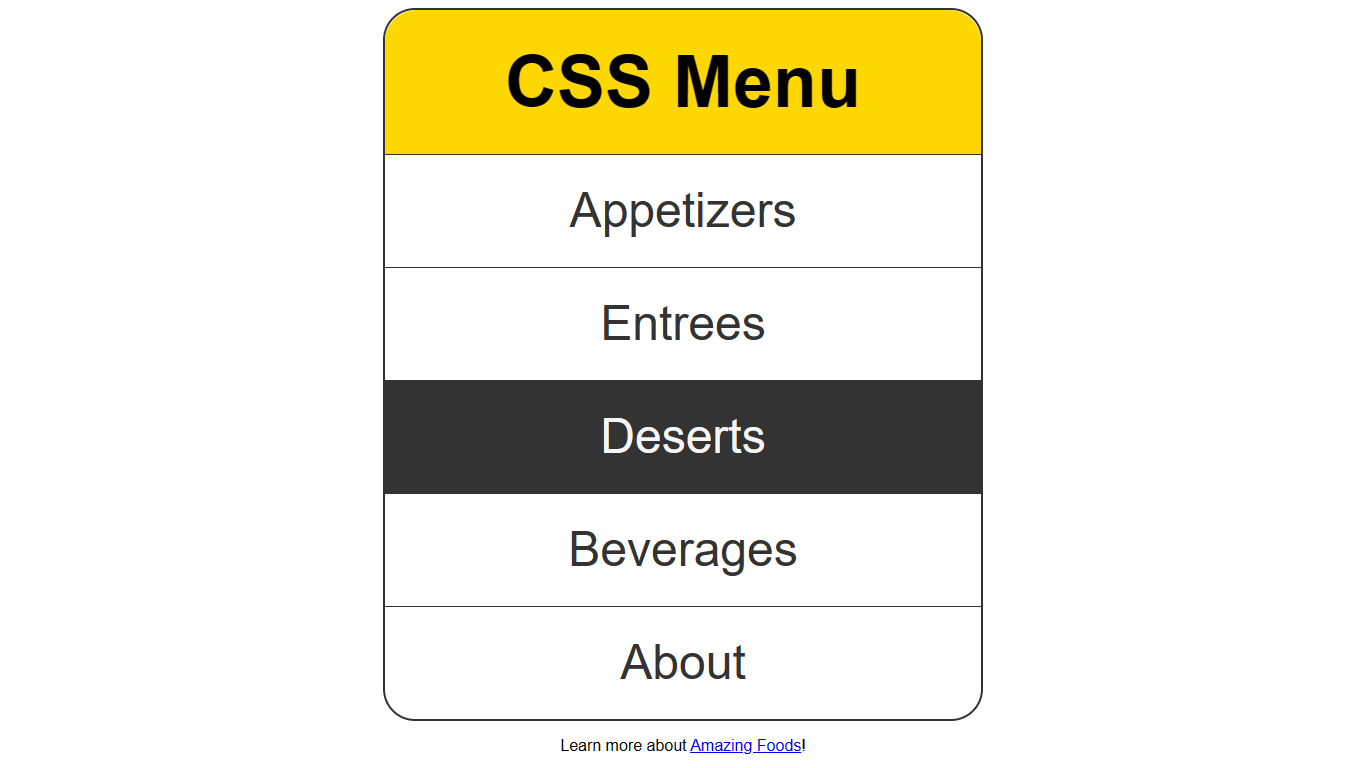 CSS Menu
Appetizers
Entrees
Deserts
Beverages
About
Learn more about Amazing Foods!